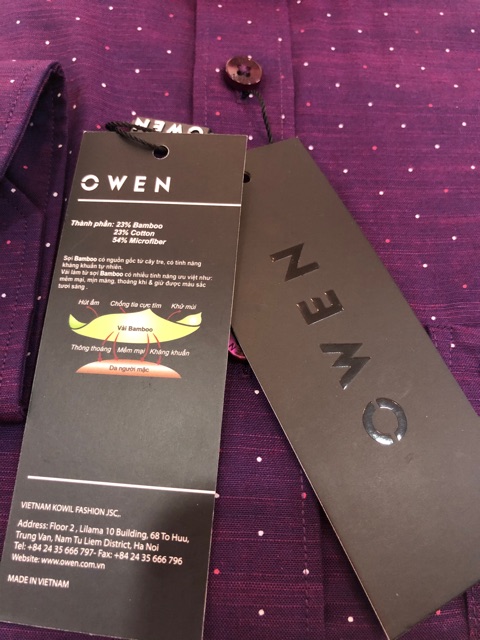 OWEN
OWEN
Thành phần: 23% Bamboo
23% Cotton
54% Microfiber
Sợi Bamboo có nguồn gốc từ cây tre, có tính năng
kháng khuẩn tự nhiên.
Vải làm từ sợi Bamboo có nhiều tính năng ưu việt như:
mềm mại, mịn màng, thoáng khí & giữ được màu sắc
tươi sáng .
Hút ẩm Chống tia cực tím Khử mùi
Vải Bamboo
Thông thoáng Mềm mại Kháng khuẩn
Da người mặc
VIETNAM KOWIL FASHION JSC.,
Address: Floor 2 , Lilama 10 Building, 68 To Huu,
Trung Van, Nam Tu Liem District, Ha Noi
Tel: +84 24 35 666 797- Fax: +84 24 35 666 796
Website: www.owen.com.vn
MADE IN VIETNAM
OWEN